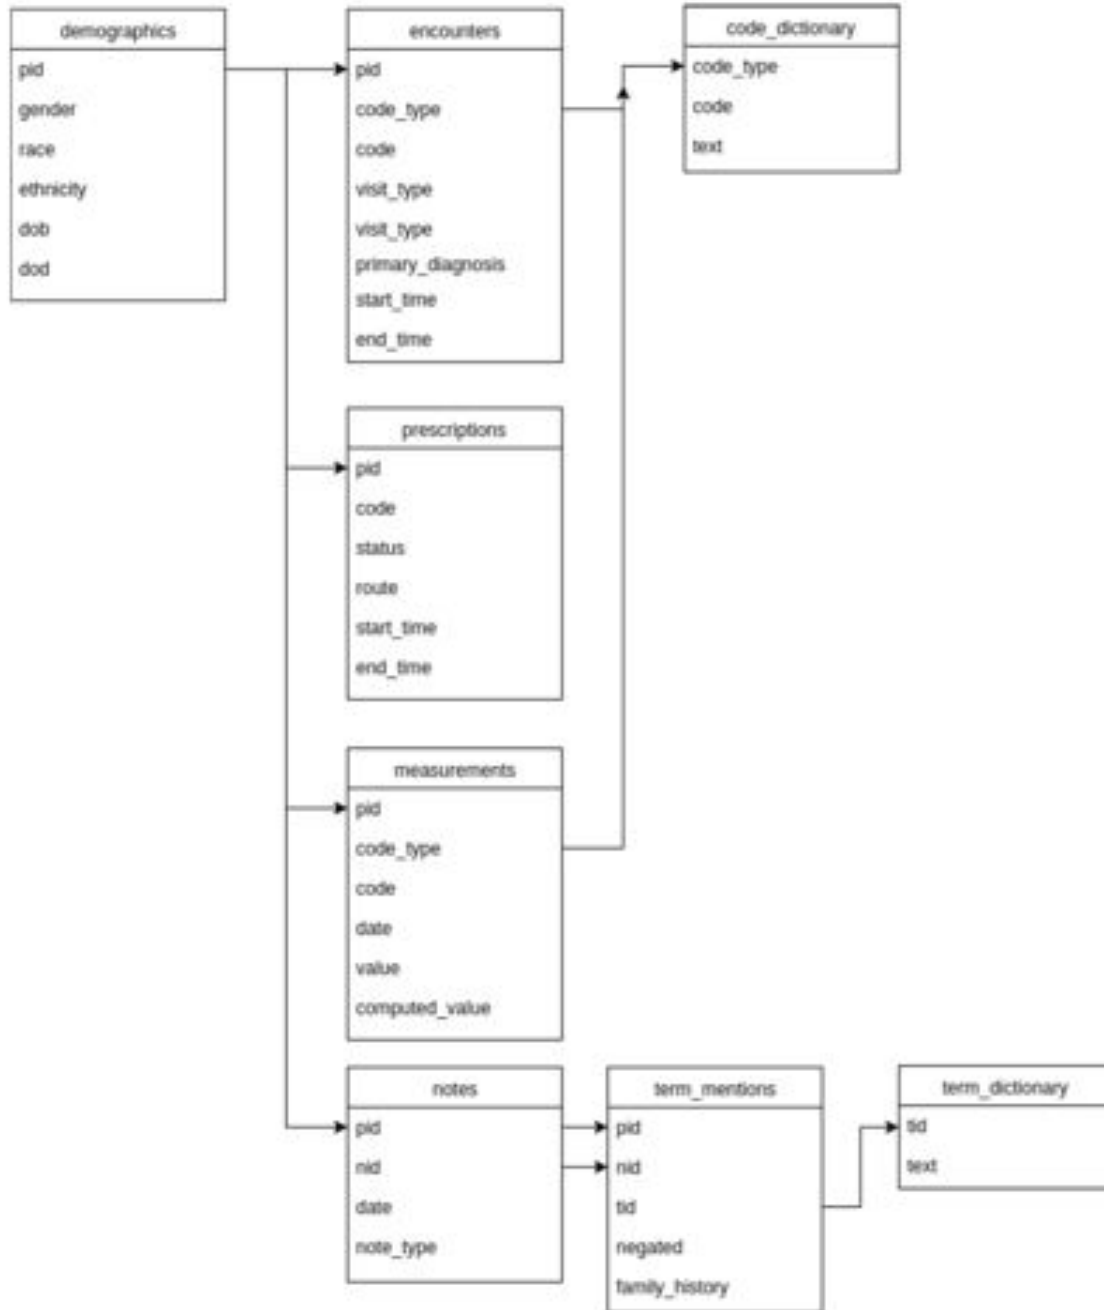 demographics
pid
gender
race
ethnicity
dob
dod
encounters
pid
code_type
code
visit_type
visit_type
primary_diagnosis
start_time
end_time
code_dictionary
code_type
code
text
prescriptions
pid
code
status
route
start_time
end_time
measurements
pid
code_type
code
date
value
computed_value
notes
pid
nid
date
note_type
term_mentions
pid
nid
tid
negated
family_history
term_dictionary
tid
text